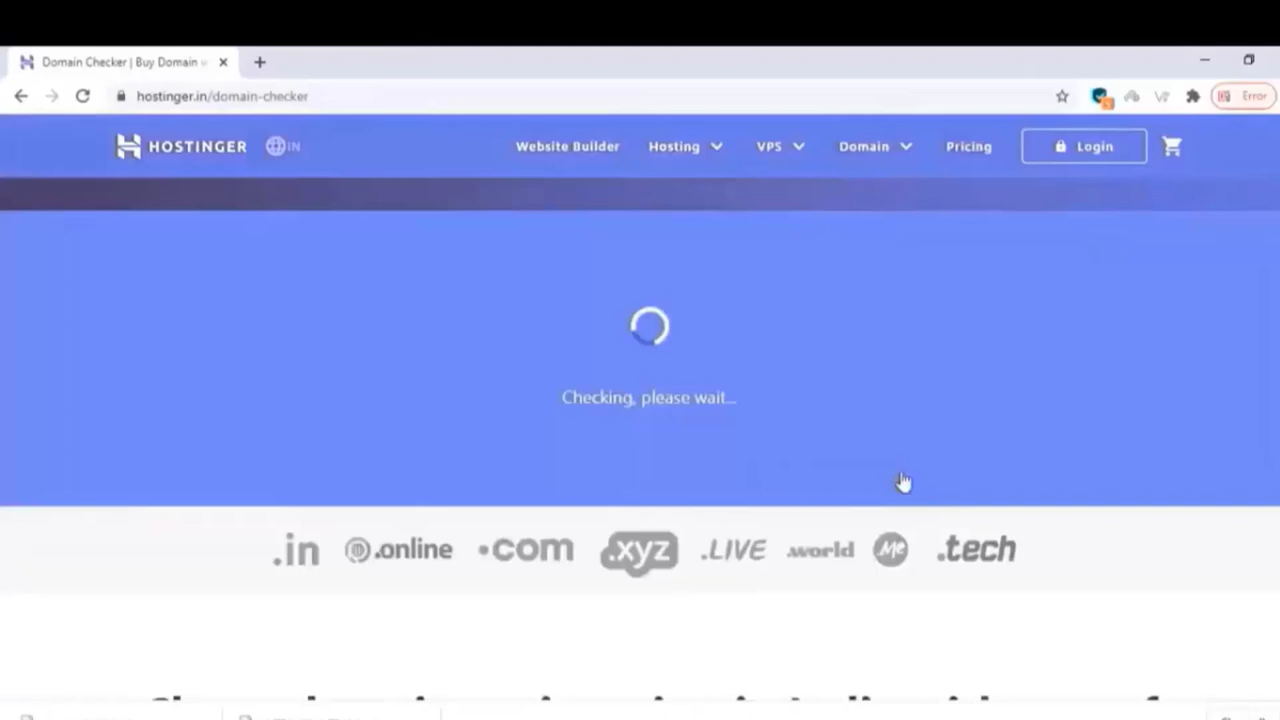 Domain Checker | Buy Domain
hostinger.in/domain-checker
Error
HOSTINGER
IN
Website Builder
Hosting
VPS
Domain
Pricing
Login
Checking, please wait...
.in
.online
.com
.xyz
.LIVE
.world
Me
.tech